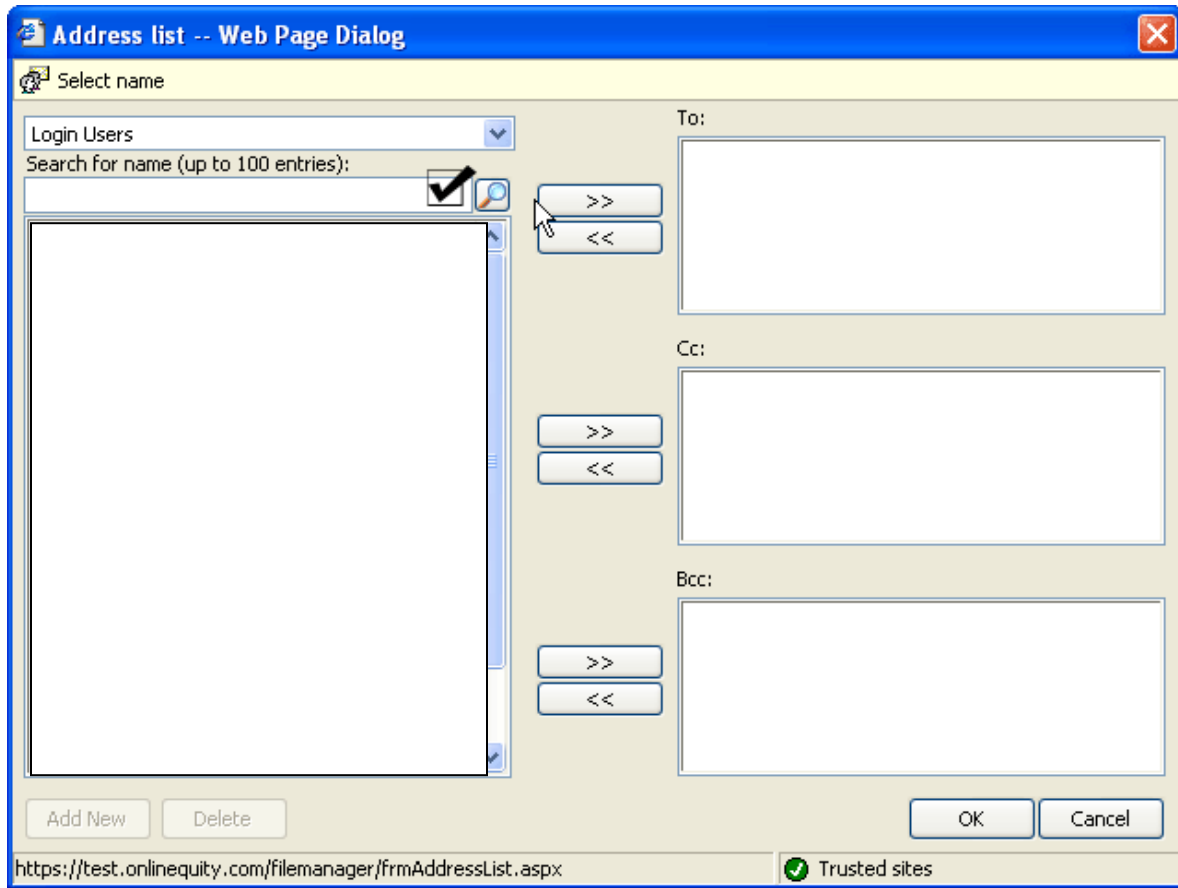 Address list -- Web Page Dialog
Select name
Login Users
Search for name (up to 100 entries):
To:
>>
<<
Cc:
>>
<<
Bcc:
>>
<<
Add New
Delete
OK
Cancel
https://test.onlinequity.com/filemanager/frmAddressList.aspx
Trusted sites